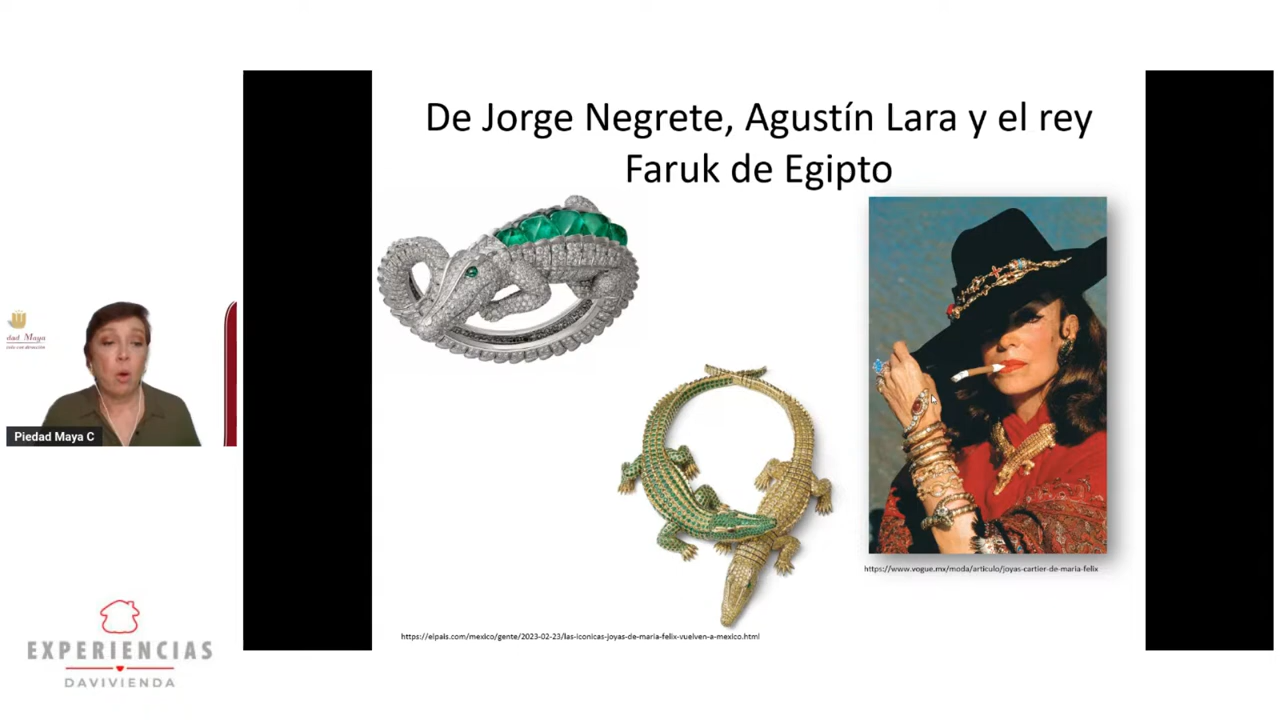 De Jorge Negrete, Agustín Lara y el rey
Faruk de Egipto
dad Maya
Piedad Maya C
https://www.vogue.mx/moda/articulo/joyas-cartier-de-maria-felix
https://elpais.com/mexico/gente/2023-02-23/las-iconicas-joyas-de-maria-felix-vuelven-a-mexico.html
EXPERIENCIAS
DAVIVIENDA